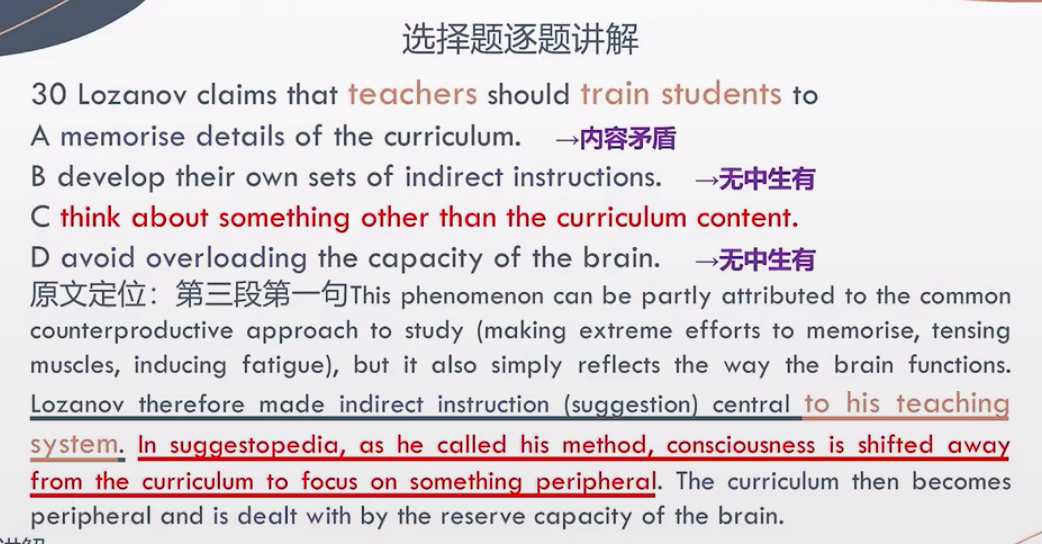 选择题逐题讲解
30 Lozanov claims that teachers should train students to
A memorise details of the curriculum. →内容矛盾
B develop their own sets of indirect instructions. →无中生有
C think about something other than the curriculum content.
D avoid overloading the capacity of the brain. →无中生有
原文定位：第三段第一句This phenomenon can be partly attributed to the common
counterproductive approach to study (making extreme efforts to memorise, tensing
muscles, inducing fatigue), but it also simply reflects the way the brain functions.
Lozanov therefore made indirect instruction (suggestion) central to his teaching
system. In suggestopedia, as he called his method, consciousness is shifted away
from the curriculum to focus on something peripheral. The curriculum then becomes
peripheral and is dealt with by the reserve capacity of the brain.
讲解